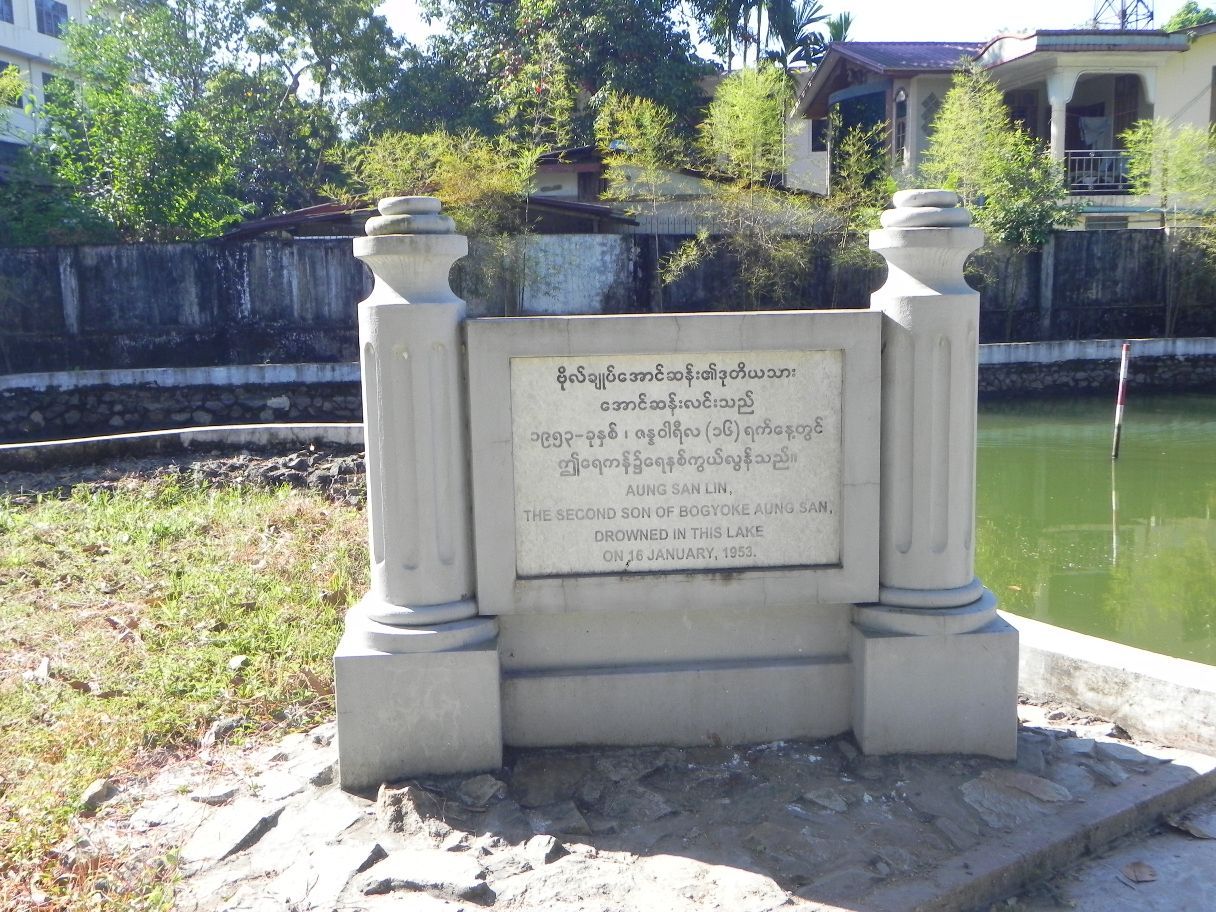 ဗိုလ်ချုပ်အောင်ဆန်း၏ဒုတိယသား
အောင်ဆန်းလင်းသည်
၁၉၅၃-ခုနှစ်၊ ဇန္နဝါရီလ (၁၆) ရက်နေ့တွင်
ဤရေကန်၌ရေနစ်ကွယ်လွန်သည်။
AUNG SAN LIN,
THE SECOND SON OF BOGYOKE AUNG SAN,
DROWNED IN THIS LAKE
ON 16 JANUARY, 1953.